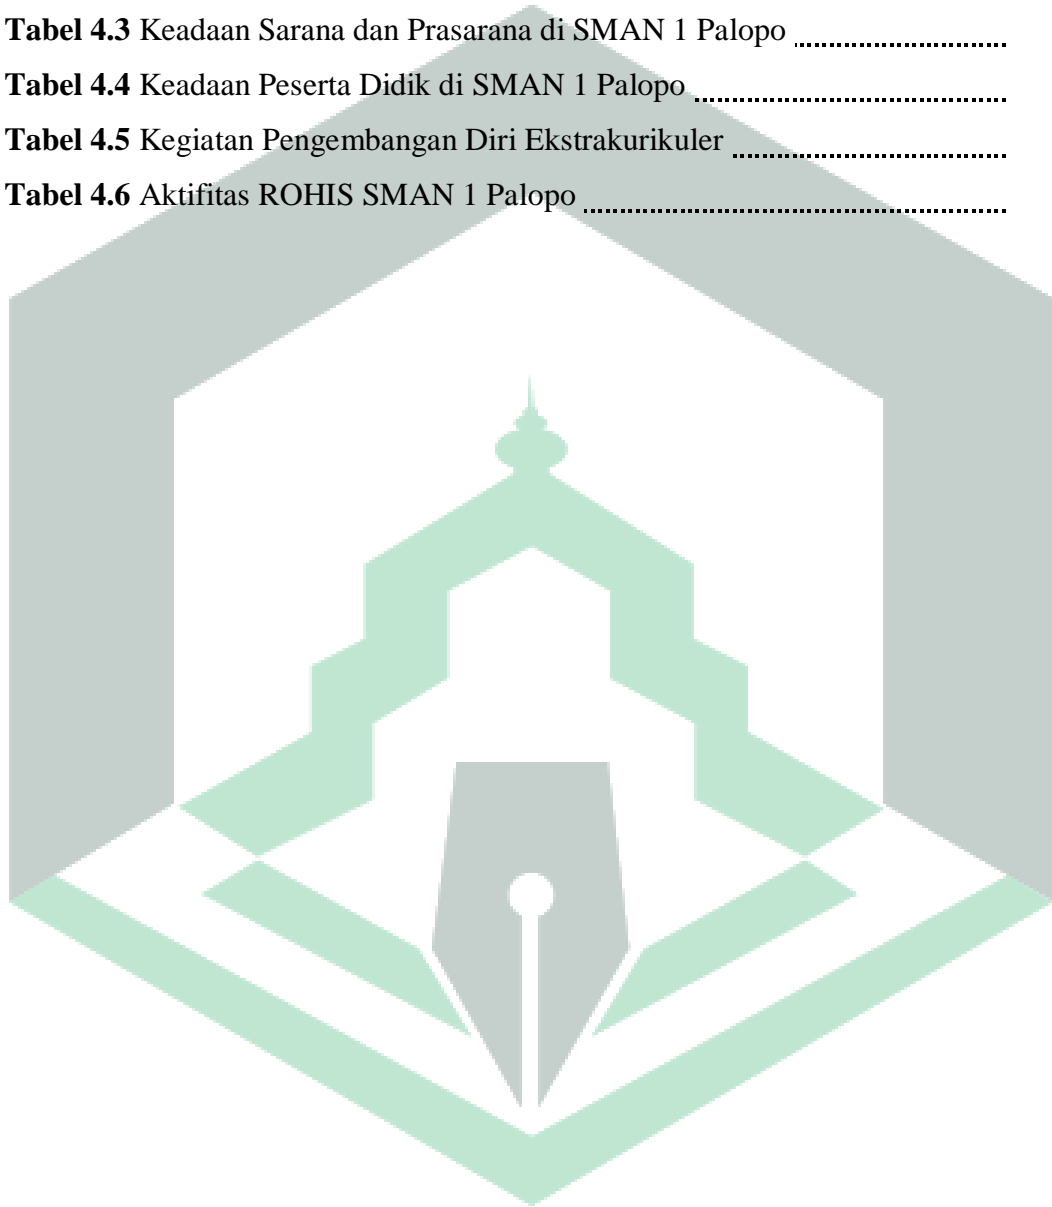 Tabel 4.3 Keadaan Sarana dan Prasarana di SMAN 1 Palopo ........................................
Tabel 4.4 Keadaan Peserta Didik di SMAN 1 Palopo ........................................
Tabel 4.5 Kegiatan Pengembangan Diri Ekstrakurikuler ........................................
Tabel 4.6 Aktifitas ROHIS SMAN 1 Palopo ........................................